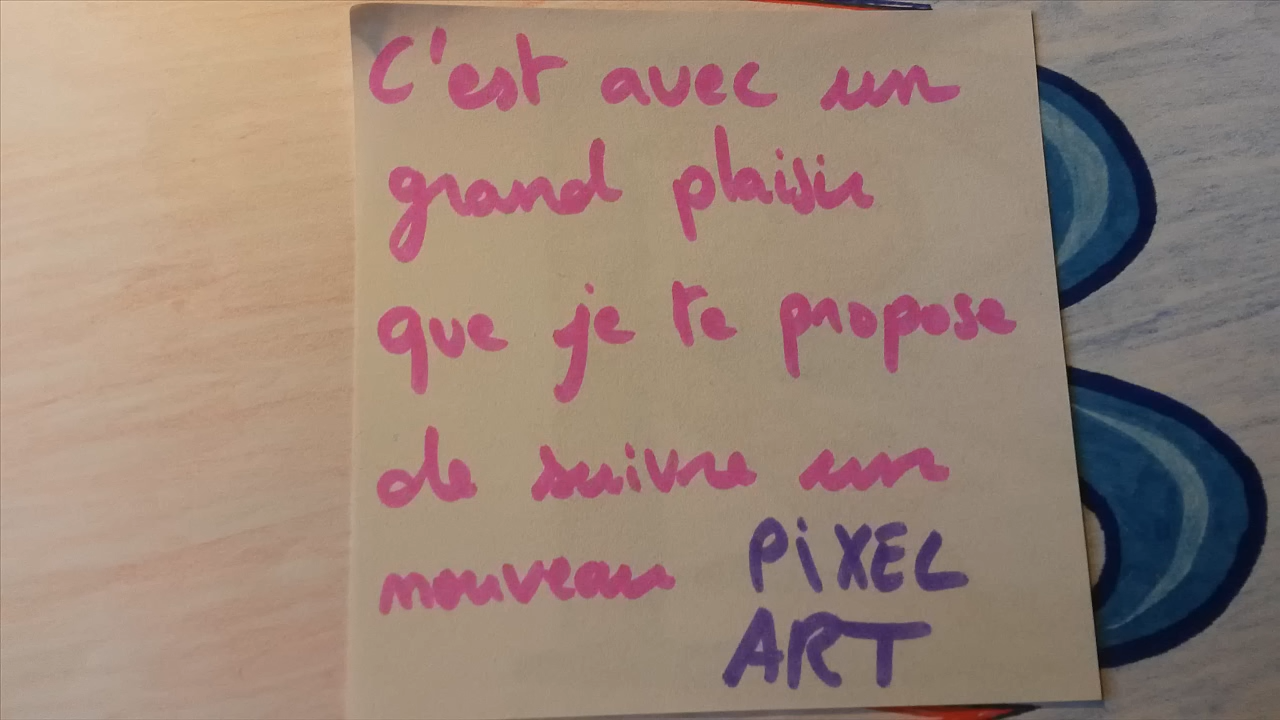 C'est avec un
grand plaisir
que je te propose
de suivre un
nouveau PiXEL
ART